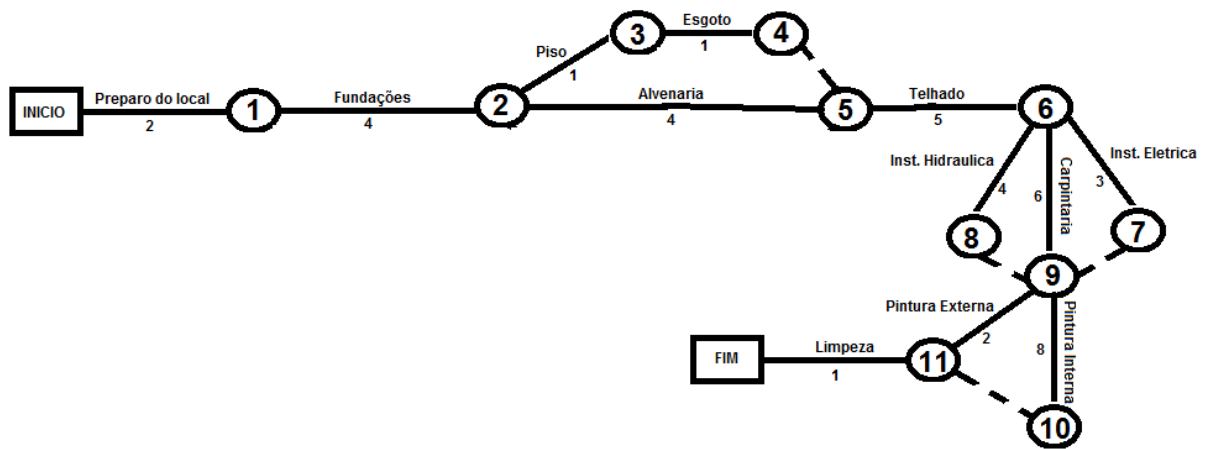 Esgoto
3
4
1
Piso
1
INICIO
Preparo do local
2
1
Fundações
4
2
Alvenaria
4
5
Telhado
5
6
Inst. Hidraulica
4
Carpintaria
6
Inst. Eletrica
3
8
7
9
Pintura Externa
2
Pintura Interna
8
FIM
Limpeza
1
11
10